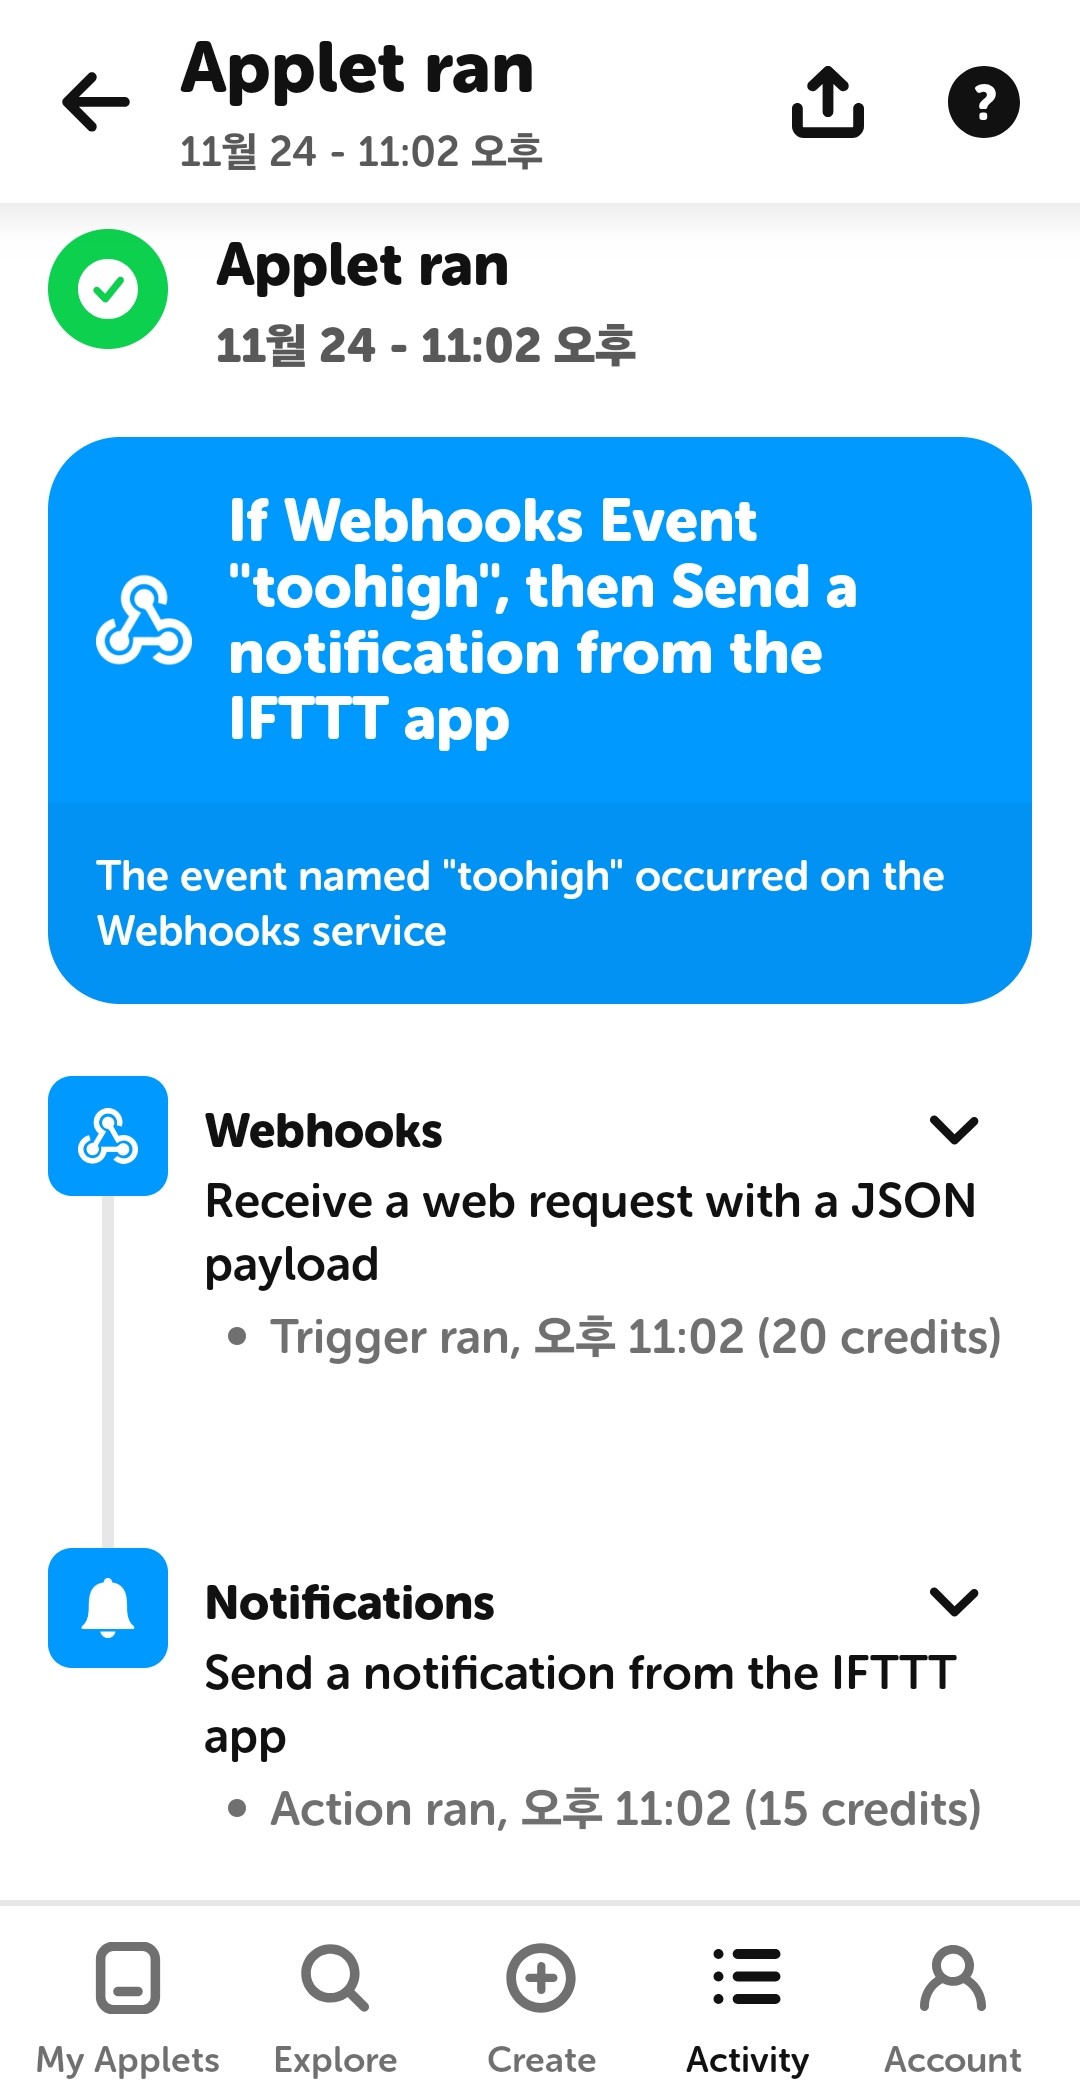 Applet ran
11월 24 - 11:02 오후
Applet ran
11월 24 - 11:02 오후
If Webhooks Event
"toohigh", then Send a
notification from the
IFTTT app
The event named "toohigh" occurred on the
Webhooks service
Webhooks
Receive a web request with a JSON
payload
• Trigger ran, 오후 11:02 (20 credits)
Notifications
Send a notification from the IFTTT
app
• Action ran, 오후 11:02 (15 credits)
My Applets
Explore
Create
Activity
Account